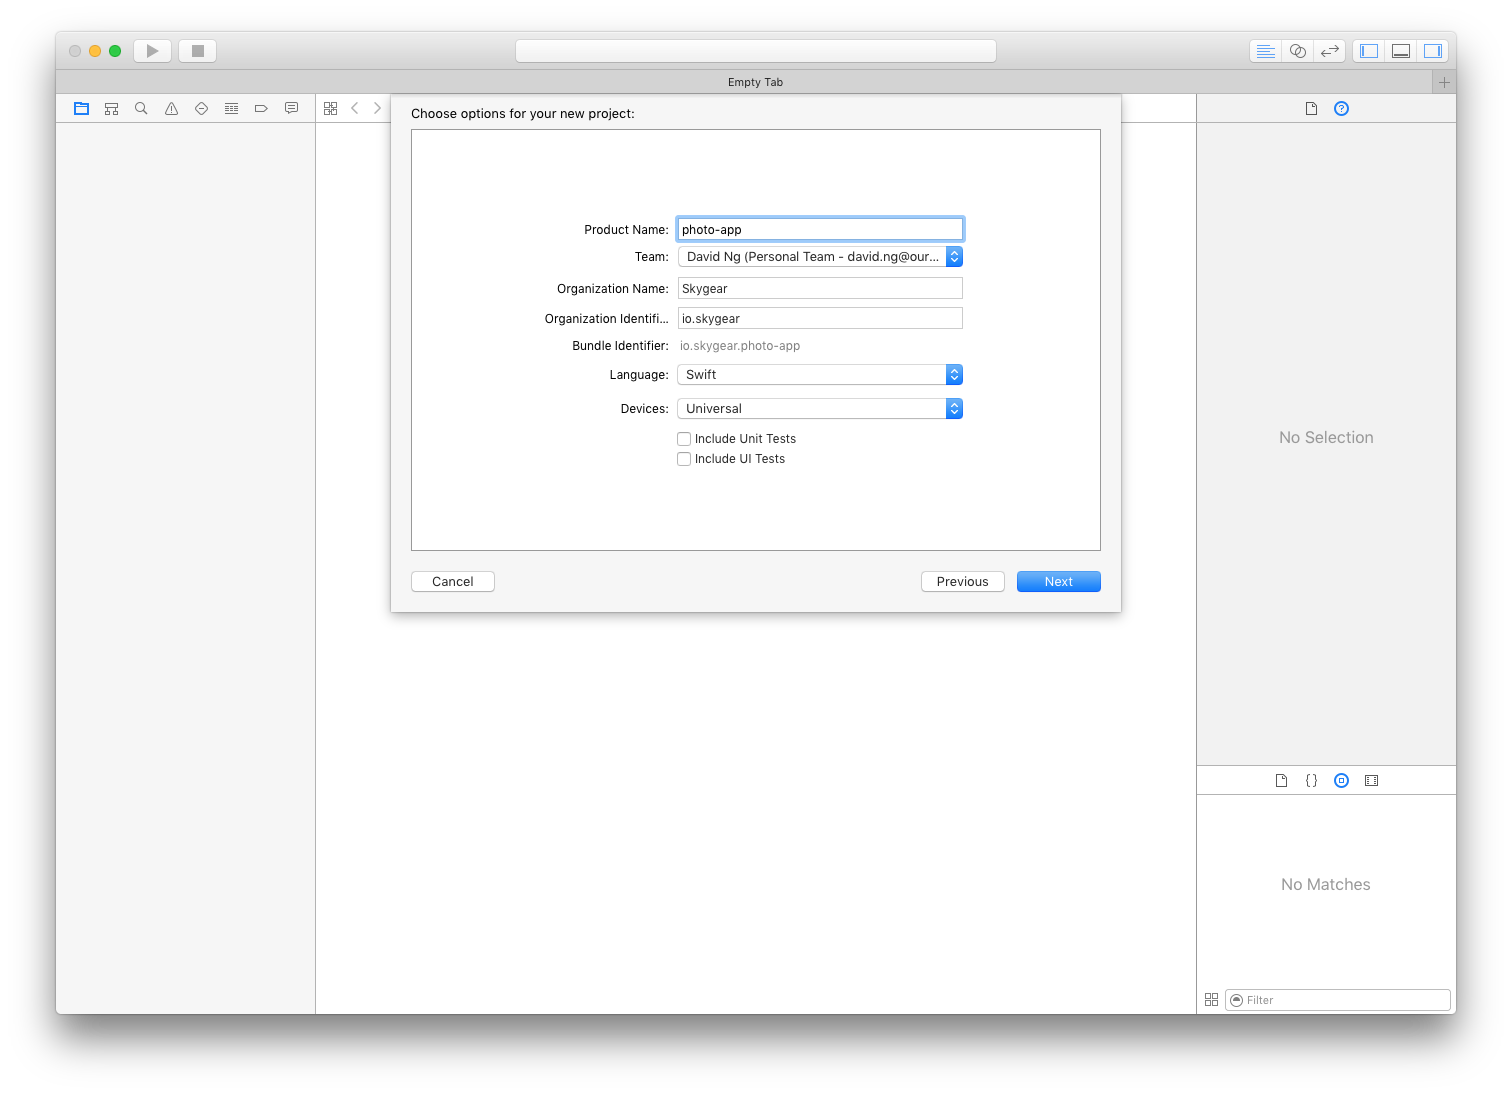 Empty Tab
Choose options for your new project:
Product Name: photo-app
Team: David Ng (Personal Team - david.ng@our...
Organization Name: Skygear
Organization Identifi... io.skygear
Bundle Identifier: io.skygear.photo-app
Language: Swift
Devices: Universal
Include Unit Tests
Include UI Tests
Cancel Previous Next
No Selection
No Matches
Filter